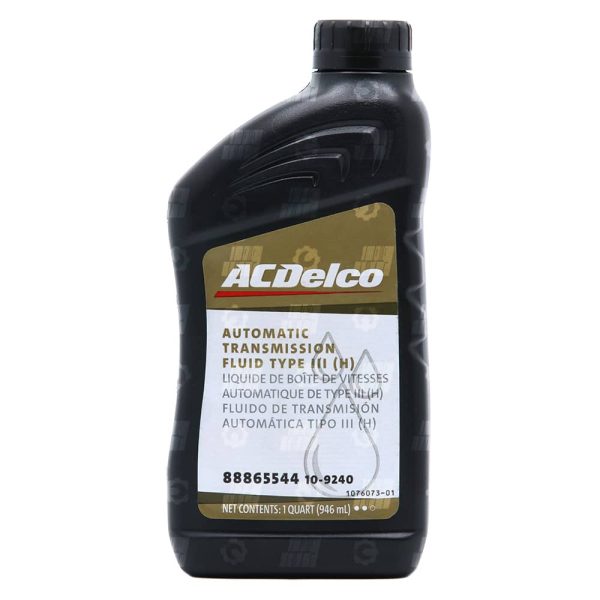 ACDelco
AUTOMATIC
TRANSMISSION
FLUID TYPE III (H)
LIQUIDE DE BOÎTE DE VITESSES
AUTOMATIQUE DE TYPE III(H)
FLUIDO DE TRANSMISIÓN
AUTOMÁTICA TIPO III (H)
88865544 10-9240
1076073-01
NET CONTENTS: 1 QUART (946 mL)